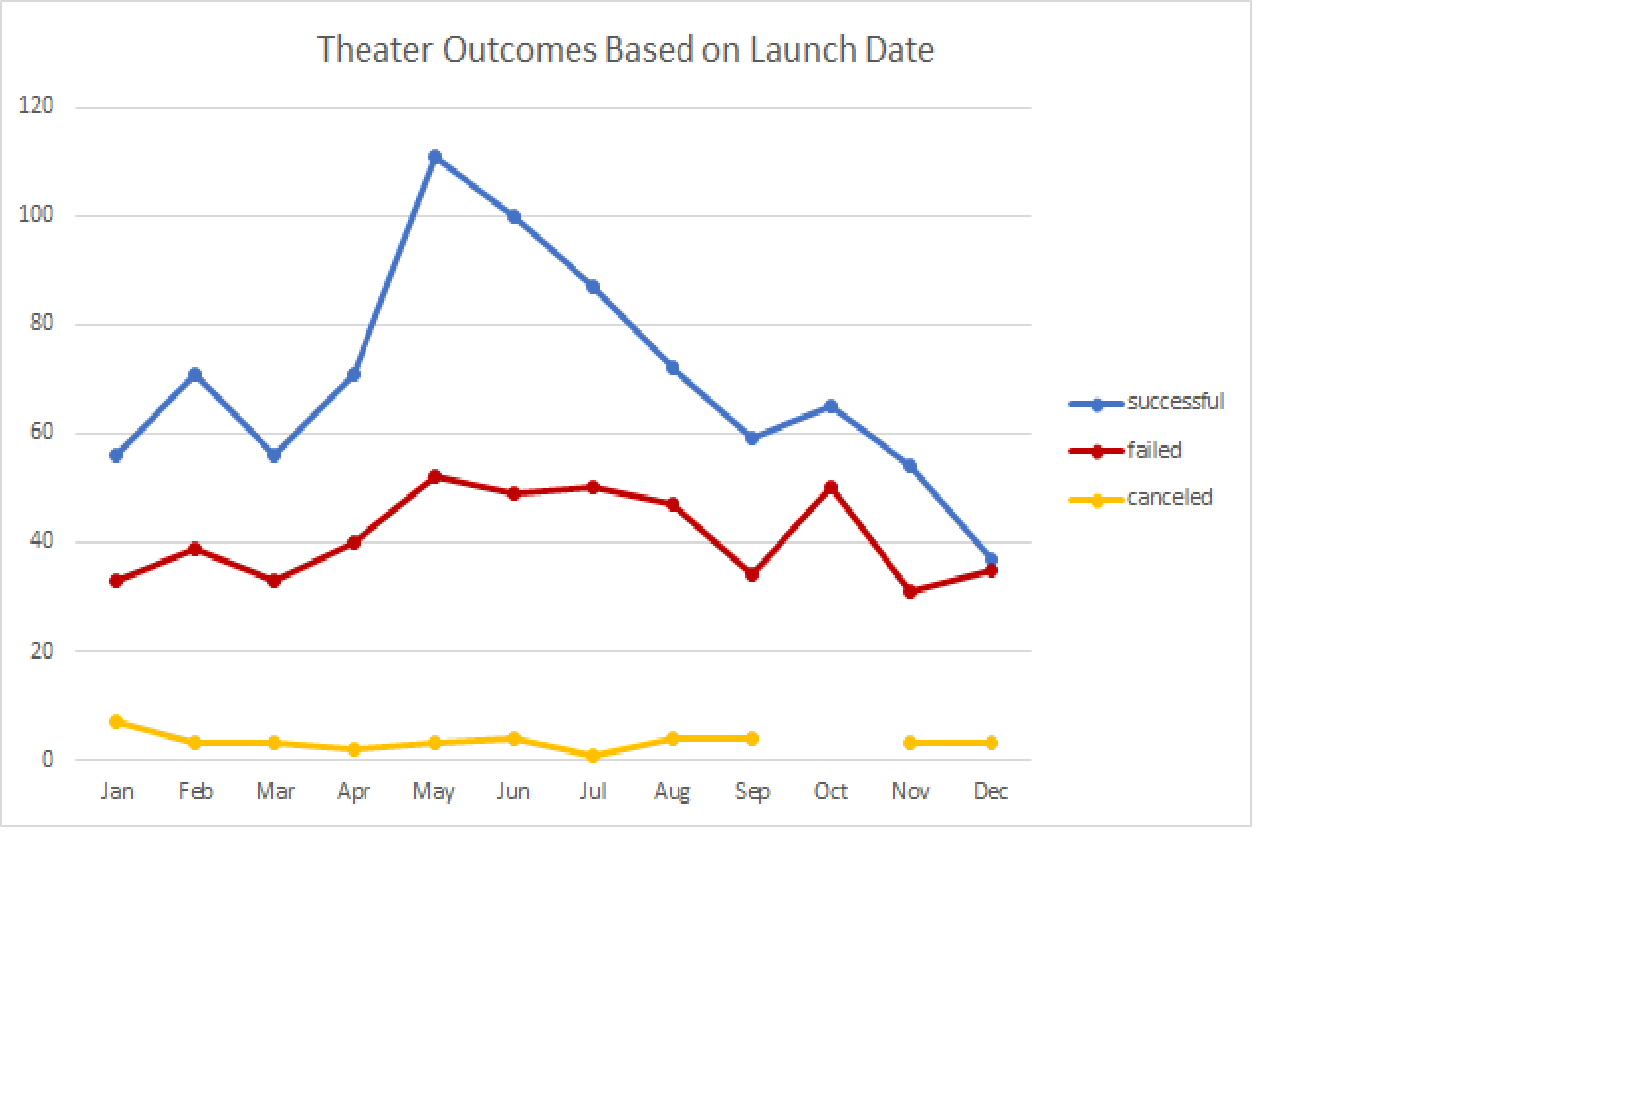 Theater Outcomes Based on Launch Date
120
100
80
60
40
20
0
Jan Feb Mar Apr May Jun Jul Aug Sep Oct Nov Dec
successful
failed
canceled